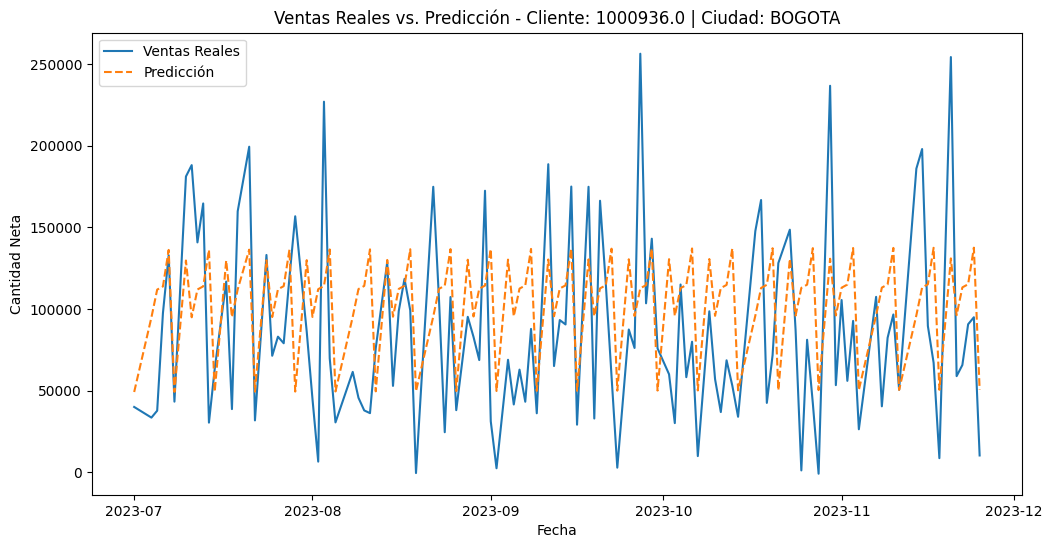 Ventas Reales vs. Predicción - Cliente: 1000936.0 | Ciudad: BOGOTA
Ventas Reales
Predicción
Cantidad Neta
250000
200000
150000
100000
50000
0
2023-07
2023-08
2023-09
2023-10
2023-11
2023-12
Fecha